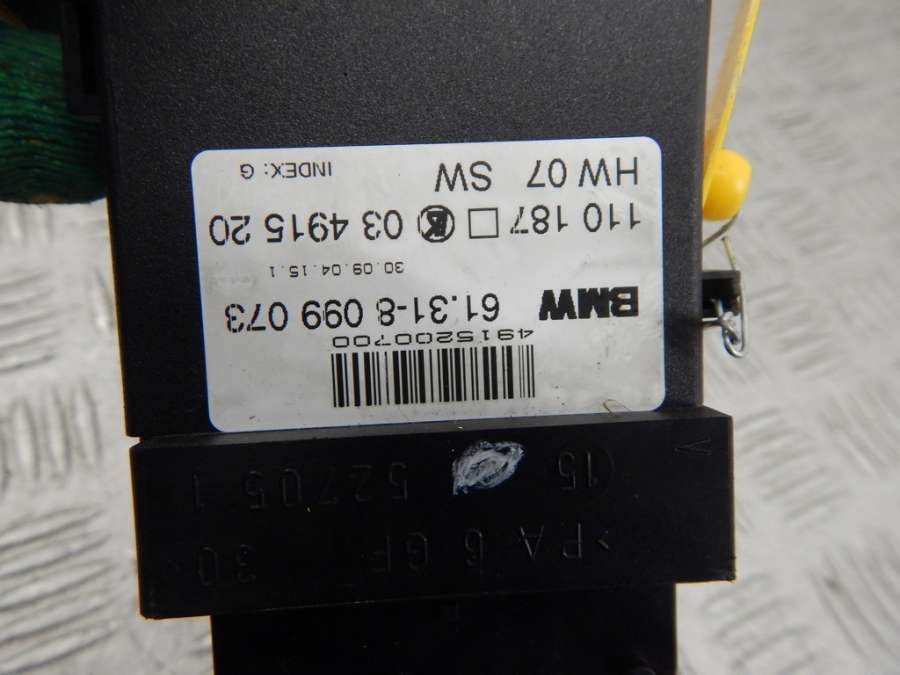 >PA 6 GF 30
15 52705 1
4915200700
BMW 61.31-8 099 073
30.09.04.15.1
110 187 K 03 4915 20
HW 07 SW INDEX: G